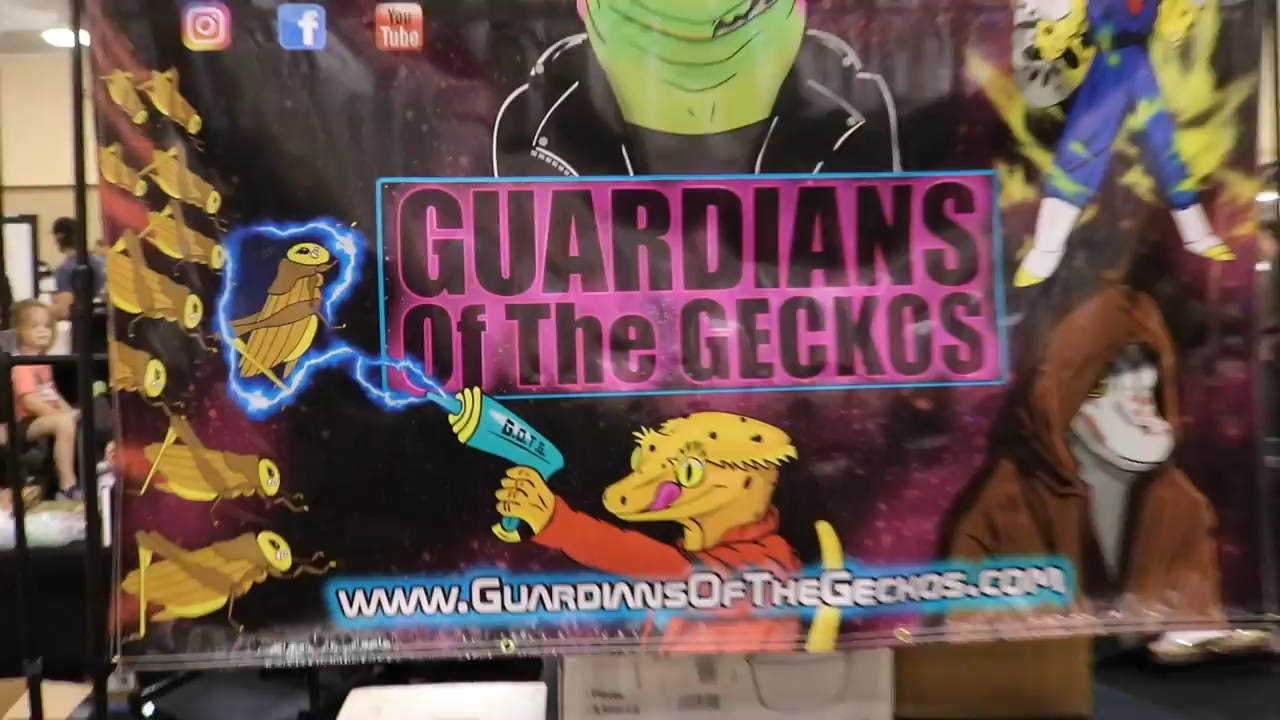 You
Tube
GUARDIANS
Of The GECKOS
G.O.T.G.
WWW.GUARDIANSOFTHEGECKOS.COM